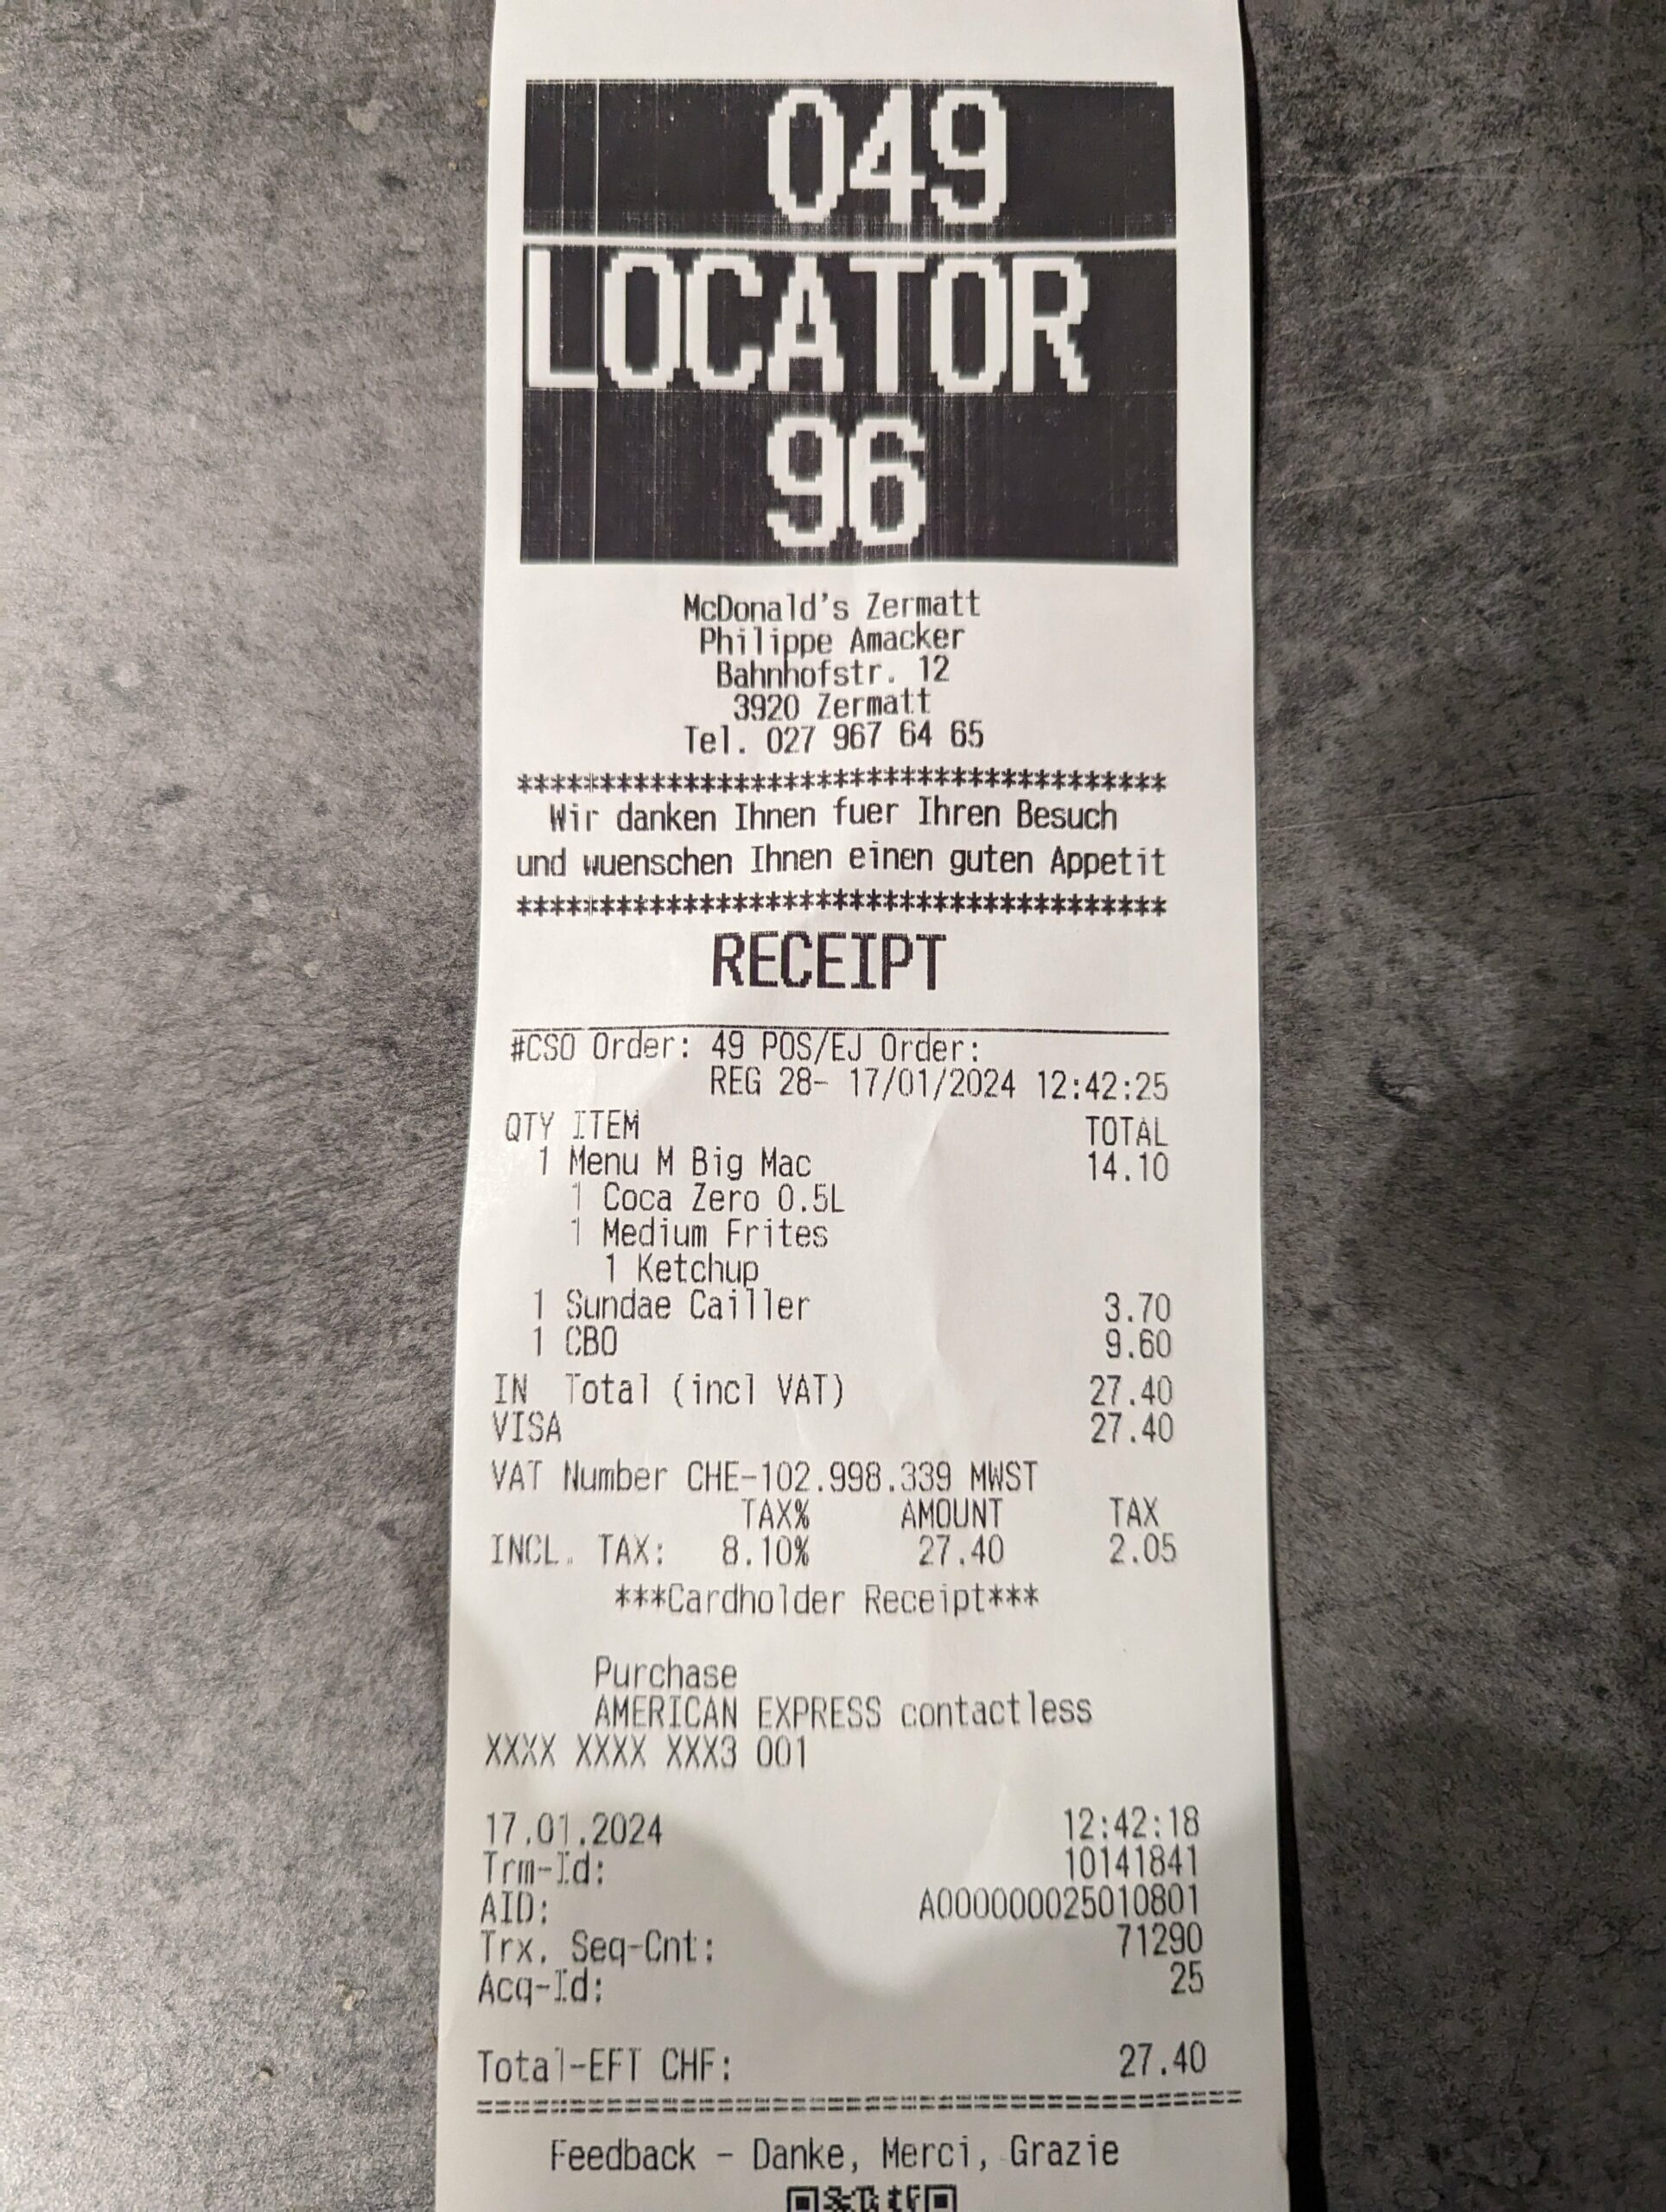 049
LOCATOR
96
McDonald's Zermatt
Philippe Amacker
Bahnhofstr. 12
3920 Zermatt
Tel. 027 967 64 65
***************************************
Wir danken Ihnen fuer Ihren Besuch
und wuenschen Ihnen einen guten Appetit
***************************************
RECEIPT
#CSO Order: 49 POS/EJ Order:
REG 28- 17/01/2024 12:42:25
QTY ITEM TOTAL
1 Menu M Big Mac 14.10
1 Coca Zero 0.5L
1 Medium Frites
1 Ketchup
1 Sundae Cailler 3.70
1 CBO 9.60
IN Total (incl VAT) 27.40
VISA 27.40
VAT Number CHE-102.998.339 MWST
TAX% AMOUNT TAX
INCL. TAX: 8.10% 27.40 2.05
***Cardholder Receipt***
Purchase
AMERICAN EXPRESS contactless
XXXX XXXX XXX3 001
17.01.2024 12:42:18
Trm-Id: 10141841
AID: A000000025010801
Trx. Seq-Cnt: 71290
Acq-Id: 25
Total-EFT CHF: 27.40
==========================================
Feedback - Danke, Merci, Grazie